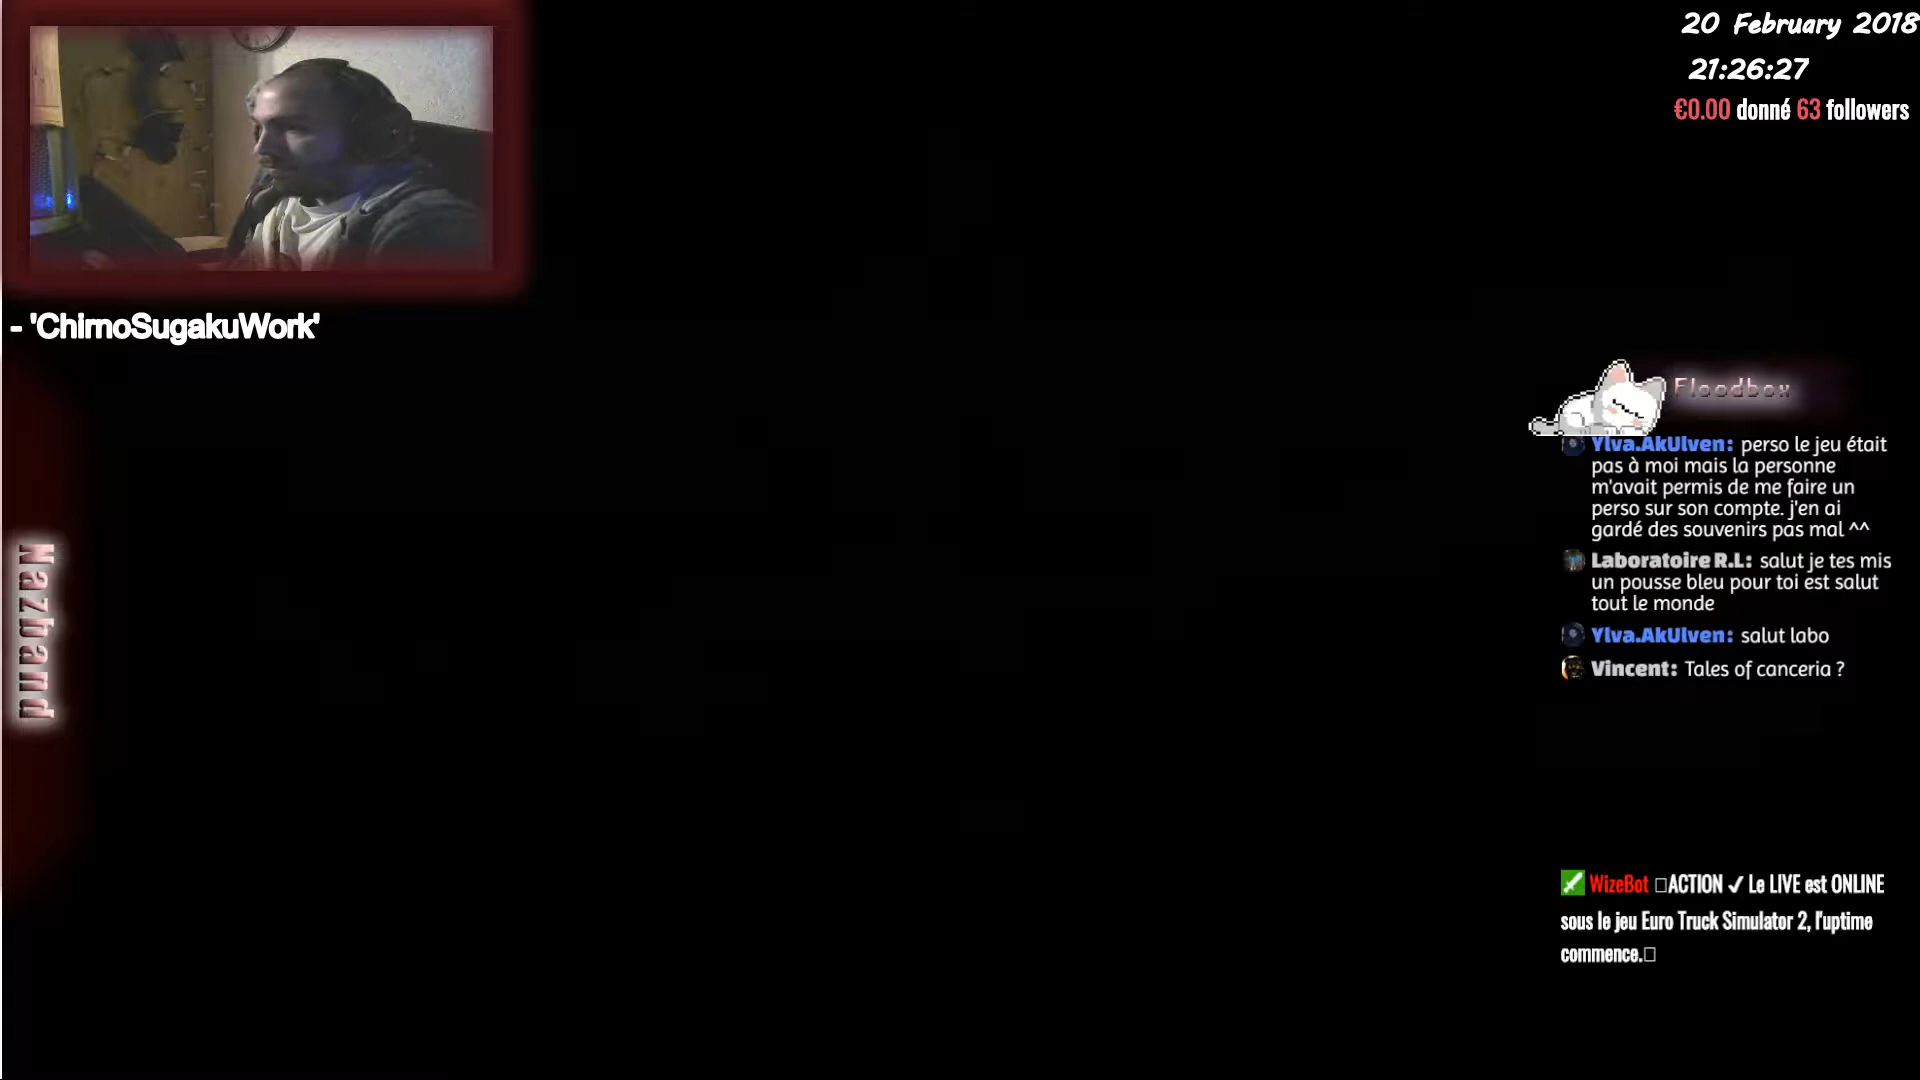 20 February 2018
21:26:27
€0.00 donné 63 followers
- 'ChirnoSugakuWork'
Nazband
Floodbox
Ylva.AkUlven: perso le jeu était
pas à moi mais la personne
m'avait permis de me faire un
perso sur son compte. j'en ai
gardé des souvenirs pas mal ^^
Laboratoire R.L: salut je tes mis
un pousse bleu pour toi est salut
tout le monde
Ylva.AkUlven: salut labo
Vincent: Tales of canceria ?
WizeBot □ACTION ✓ Le LIVE est ONLINE
sous le jeu Euro Truck Simulator 2, l'uptime
commence.□